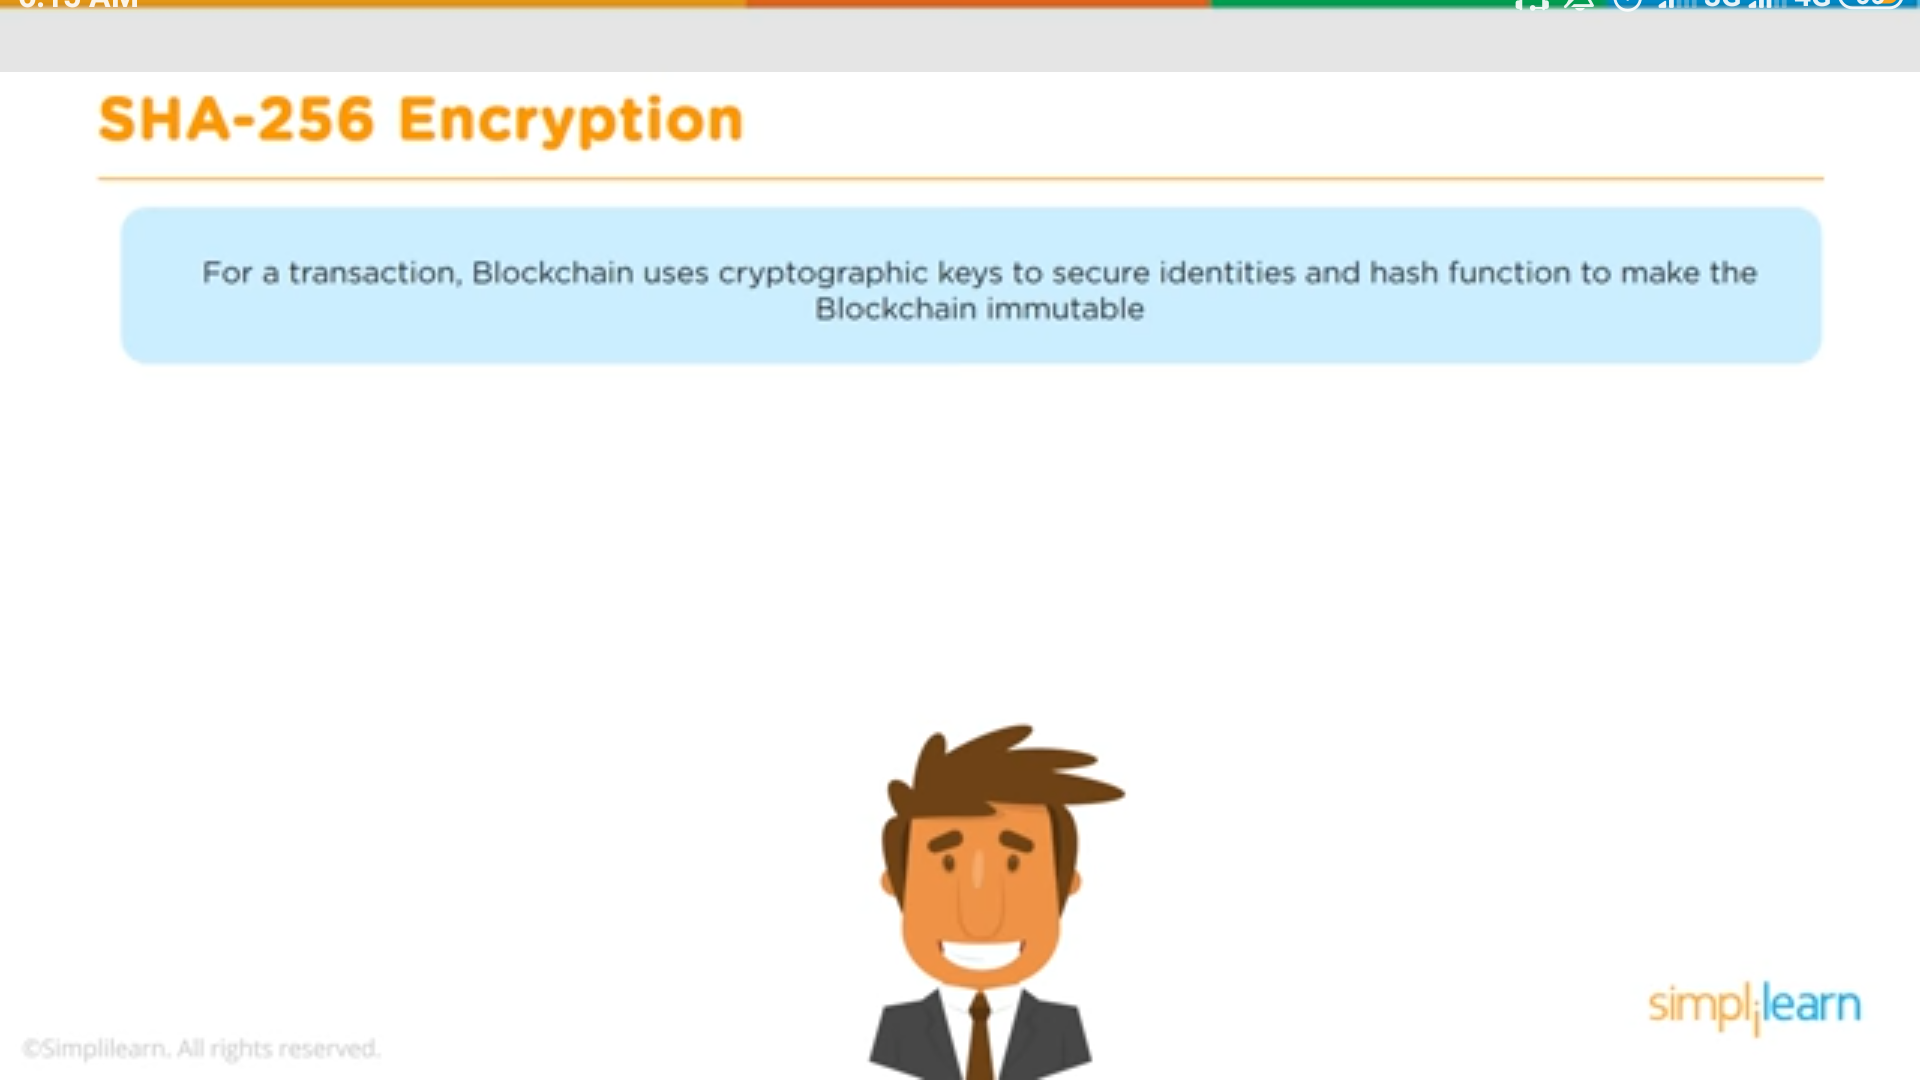 SHA-256 Encryption
For a transaction, Blockchain uses cryptographic keys to secure identities and hash function to make the
Blockchain immutable
simplilearn
©Simplilearn. All rights reserved.